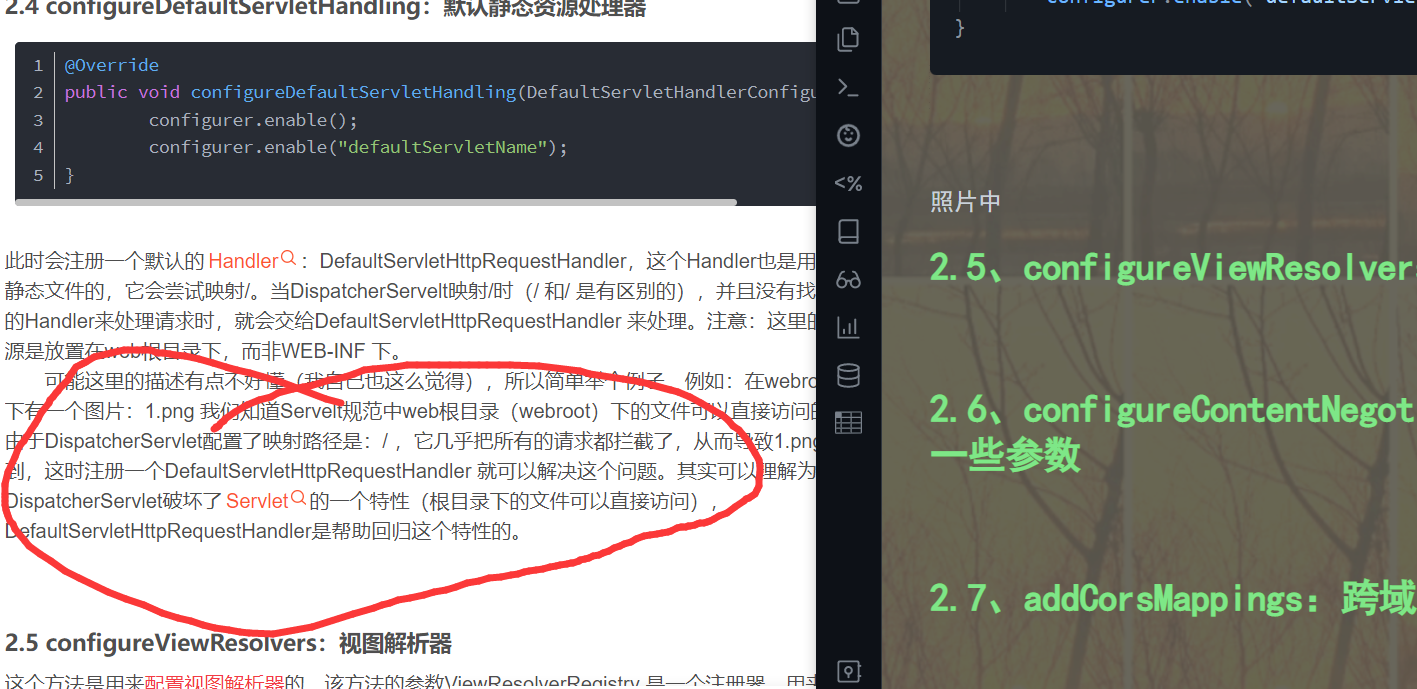 2.4 configureDefaultServletHandling：默认静态资源处理器
1 @Override
2 public void configureDefaultServletHandling(DefaultServletHandlerConfigu
3 configurer.enable();
4 configurer.enable("defaultServletName");
5 }
此时会注册一个默认的 Handler：DefaultServletHttpRequestHandler，这个Handler也是用
静态文件的，它会尝试映射/。当DispatcherServelt映射/时（/ 和/ 是有区别的），并且没有找
的Handler来处理请求时，就会交给DefaultServletHttpRequestHandler 来处理。注意：这里的
源是放置在web根目录下，而非WEB-INF 下。
可能这里的描述有点不好懂（我自己也这么觉得），所以简单举个例子，例如：在webro
下有一个图片：1.png 我们知道Servelt规范中web根目录（webroot）下的文件可以直接访问的
由于DispatcherServlet配置了映射路径是：/ ，它几乎把所有的请求都拦截了，从而导致1.png
到，这时注册一个DefaultServletHttpRequestHandler 就可以解决这个问题。其实可以理解为
DispatcherServlet破坏了 Servlet的一个特性（根目录下的文件可以直接访问），
DefaultServletHttpRequestHandler是帮助回归这个特性的。
2.5 configureViewResolvers：视图解析器
这个方法是用来配置视图解析器的，该方法的参数ViewResolverRegistry 是一个注册器，用来
configurer.enable("defaultServle
}
照片中
2.5、configureViewResolvers
2.6、configureContentNegot
一些参数
2.7、addCorsMappings：跨域